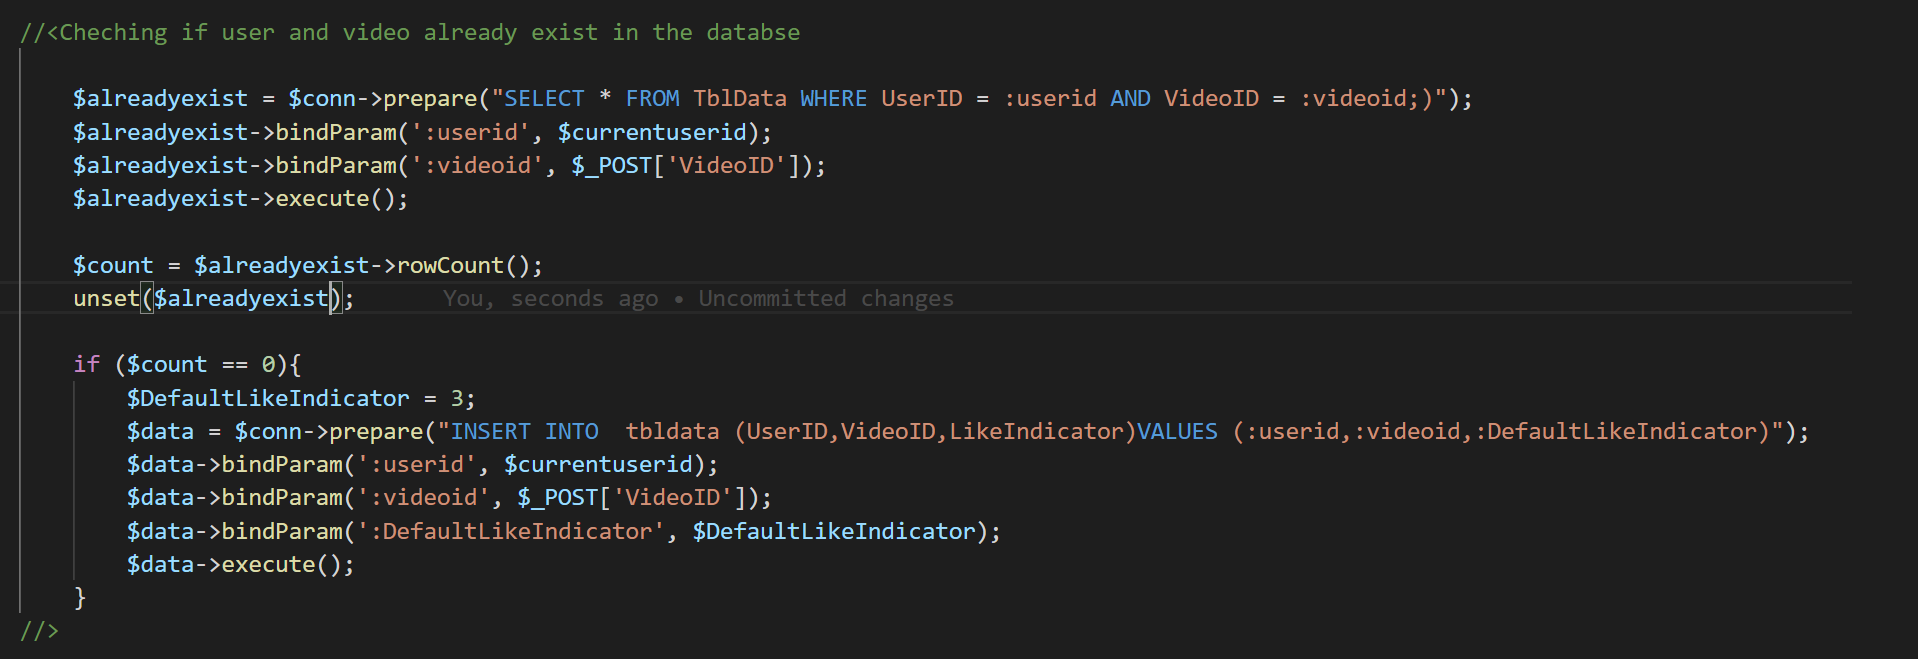 //<Cheching if user and video already exist in the databse
$alreadyexist = $conn->prepare("SELECT * FROM TblData WHERE UserID = :userid AND VideoID = :videoid;)");
$alreadyexist->bindParam(':userid', $currentuserid);
$alreadyexist->bindParam(':videoid', $_POST['VideoID']);
$alreadyexist->execute();
$count = $alreadyexist->rowCount();
unset($alreadyexist); You, seconds ago • Uncommitted changes
if ($count == 0){
$DefaultLikeIndicator = 3;
$data = $conn->prepare("INSERT INTO  tbldata (UserID,VideoID,LikeIndicator)VALUES (:userid,:videoid,:DefaultLikeIndicator)");
$data->bindParam(':userid', $currentuserid);
$data->bindParam(':videoid', $_POST['VideoID']);
$data->bindParam(':DefaultLikeIndicator', $DefaultLikeIndicator);
$data->execute();
}
//>